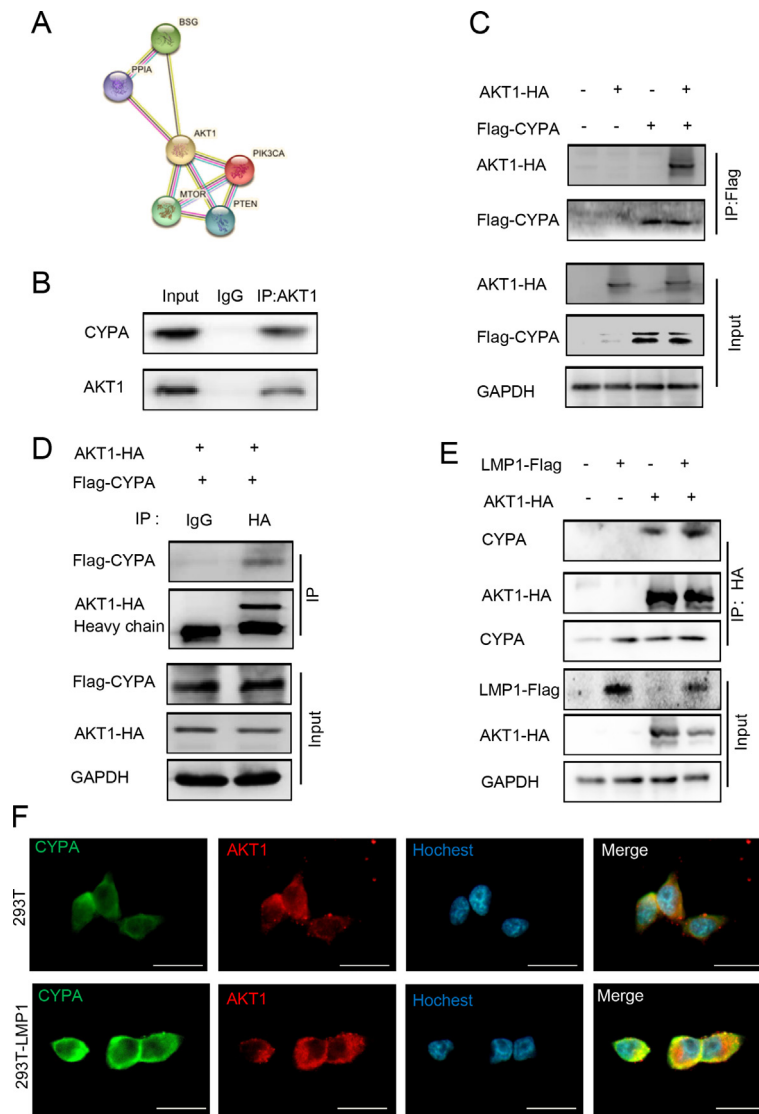 A
BSG
PPIA
AKT1
PIK3CA
MTOR
PTEN
B
Input IgG IP:AKT1
CYPA
AKT1
C
AKT1-HA - + - +
Flag-CYPA - - + +
AKT1-HA
Flag-CYPA
IP:Flag
AKT1-HA
Flag-CYPA
GAPDH
Input
D
AKT1-HA + +
Flag-CYPA + +
IP : IgG HA
Flag-CYPA
AKT1-HA
Heavy chain
IP
Flag-CYPA
AKT1-HA
GAPDH
Input
E
LMP1-Flag - + - +
AKT1-HA - - + +
CYPA
AKT1-HA
CYPA
IP: HA
LMP1-Flag
AKT1-HA
GAPDH
Input
F
293T
CYPA AKT1 Hochest Merge
293T-LMP1
CYPA AKT1 Hochest Merge